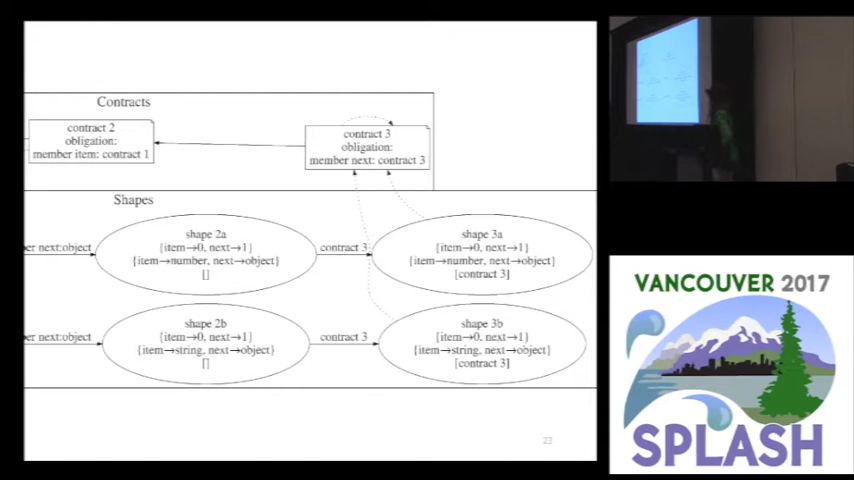 Contracts
contract 2
obligation:
member item: contract 1
contract 3
obligation:
member next: contract 3
Shapes
er next:object
shape 2a
{item→0, next→1}
{item→number, next→object}
[]
contract 3
shape 3a
{item→0, next→1}
{item→number, next→object}
[contract 3]
er next:object
shape 2b
{item→0, next→1}
{item→string, next→object}
[]
contract 3
shape 3b
{item→0, next→1}
{item→string, next→object}
[contract 3]
23
VANCOUVER 2017
SPLASH